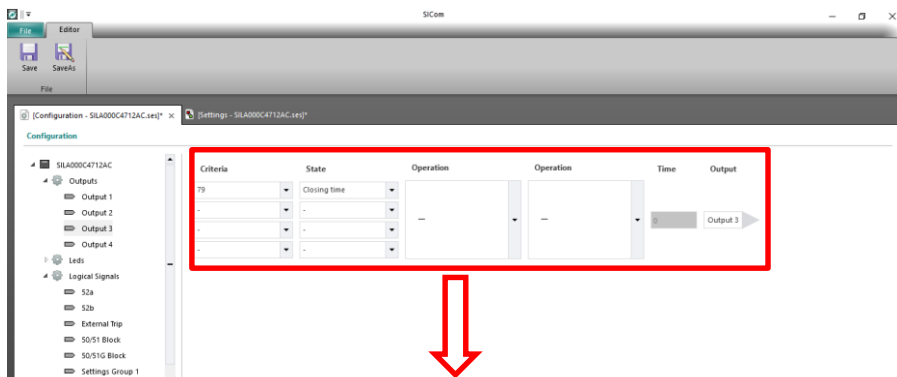 SICom
File Editor
Save SaveAs
File
[Configuration - SILA000C4712AC.ses]* × [Settings - SILA000C4712AC.ses]*
Configuration
SILA000C4712AC
Outputs
Output 1
Output 2
Output 3
Output 4
Leds
Logical Signals
52a
52b
External Trip
50/51 Block
50/51G Block
Settings Group 1
Criteria State Operation Operation Time Output
79 Closing time
- -
- -
- -
— — 0 Output 3